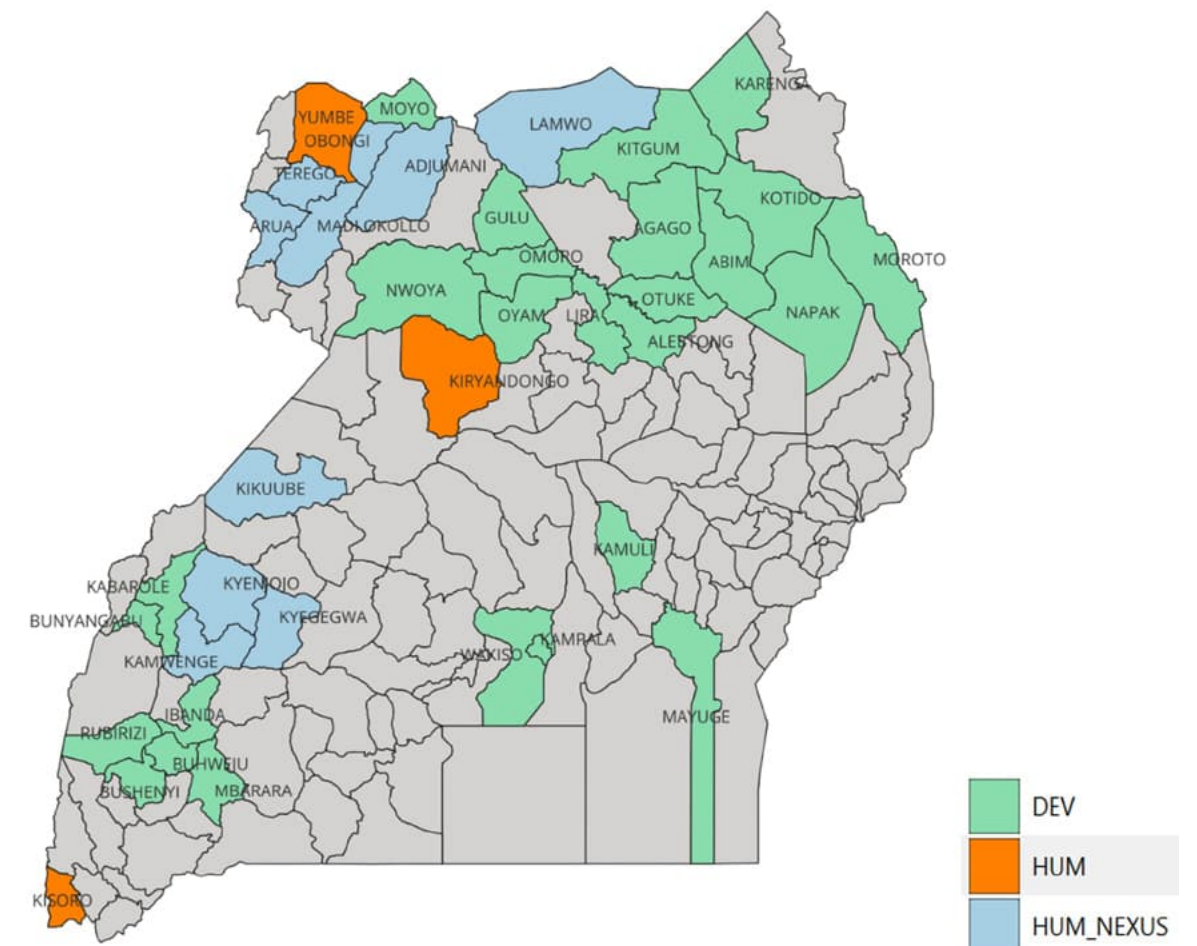 KARENGA
MOYO
YUMBE
LAMWO
OBONGI
KITGUM
ADJUMANI
TEREGO
KOTIDO
GULU
ARUA
MADI OKOLLO
AGAGO
OMORO
ABIM
MOROTO
NWOYA
OTUKE
OYAM
LIRA
NAPAK
ALEBTONG
KIRYANDONGO
KIKUUBE
KAMULI
KABAROLE
KYENJOJO
BUNYANGABU
KYEGEGWA
KAMPALA
WAKISO
KAMWENGE
IBANDA
MAYUGE
RUBIRIZI
BUHWEJU
BUSHENYI
MBARARA
KISORO
DEV
HUM
HUM_NEXUS